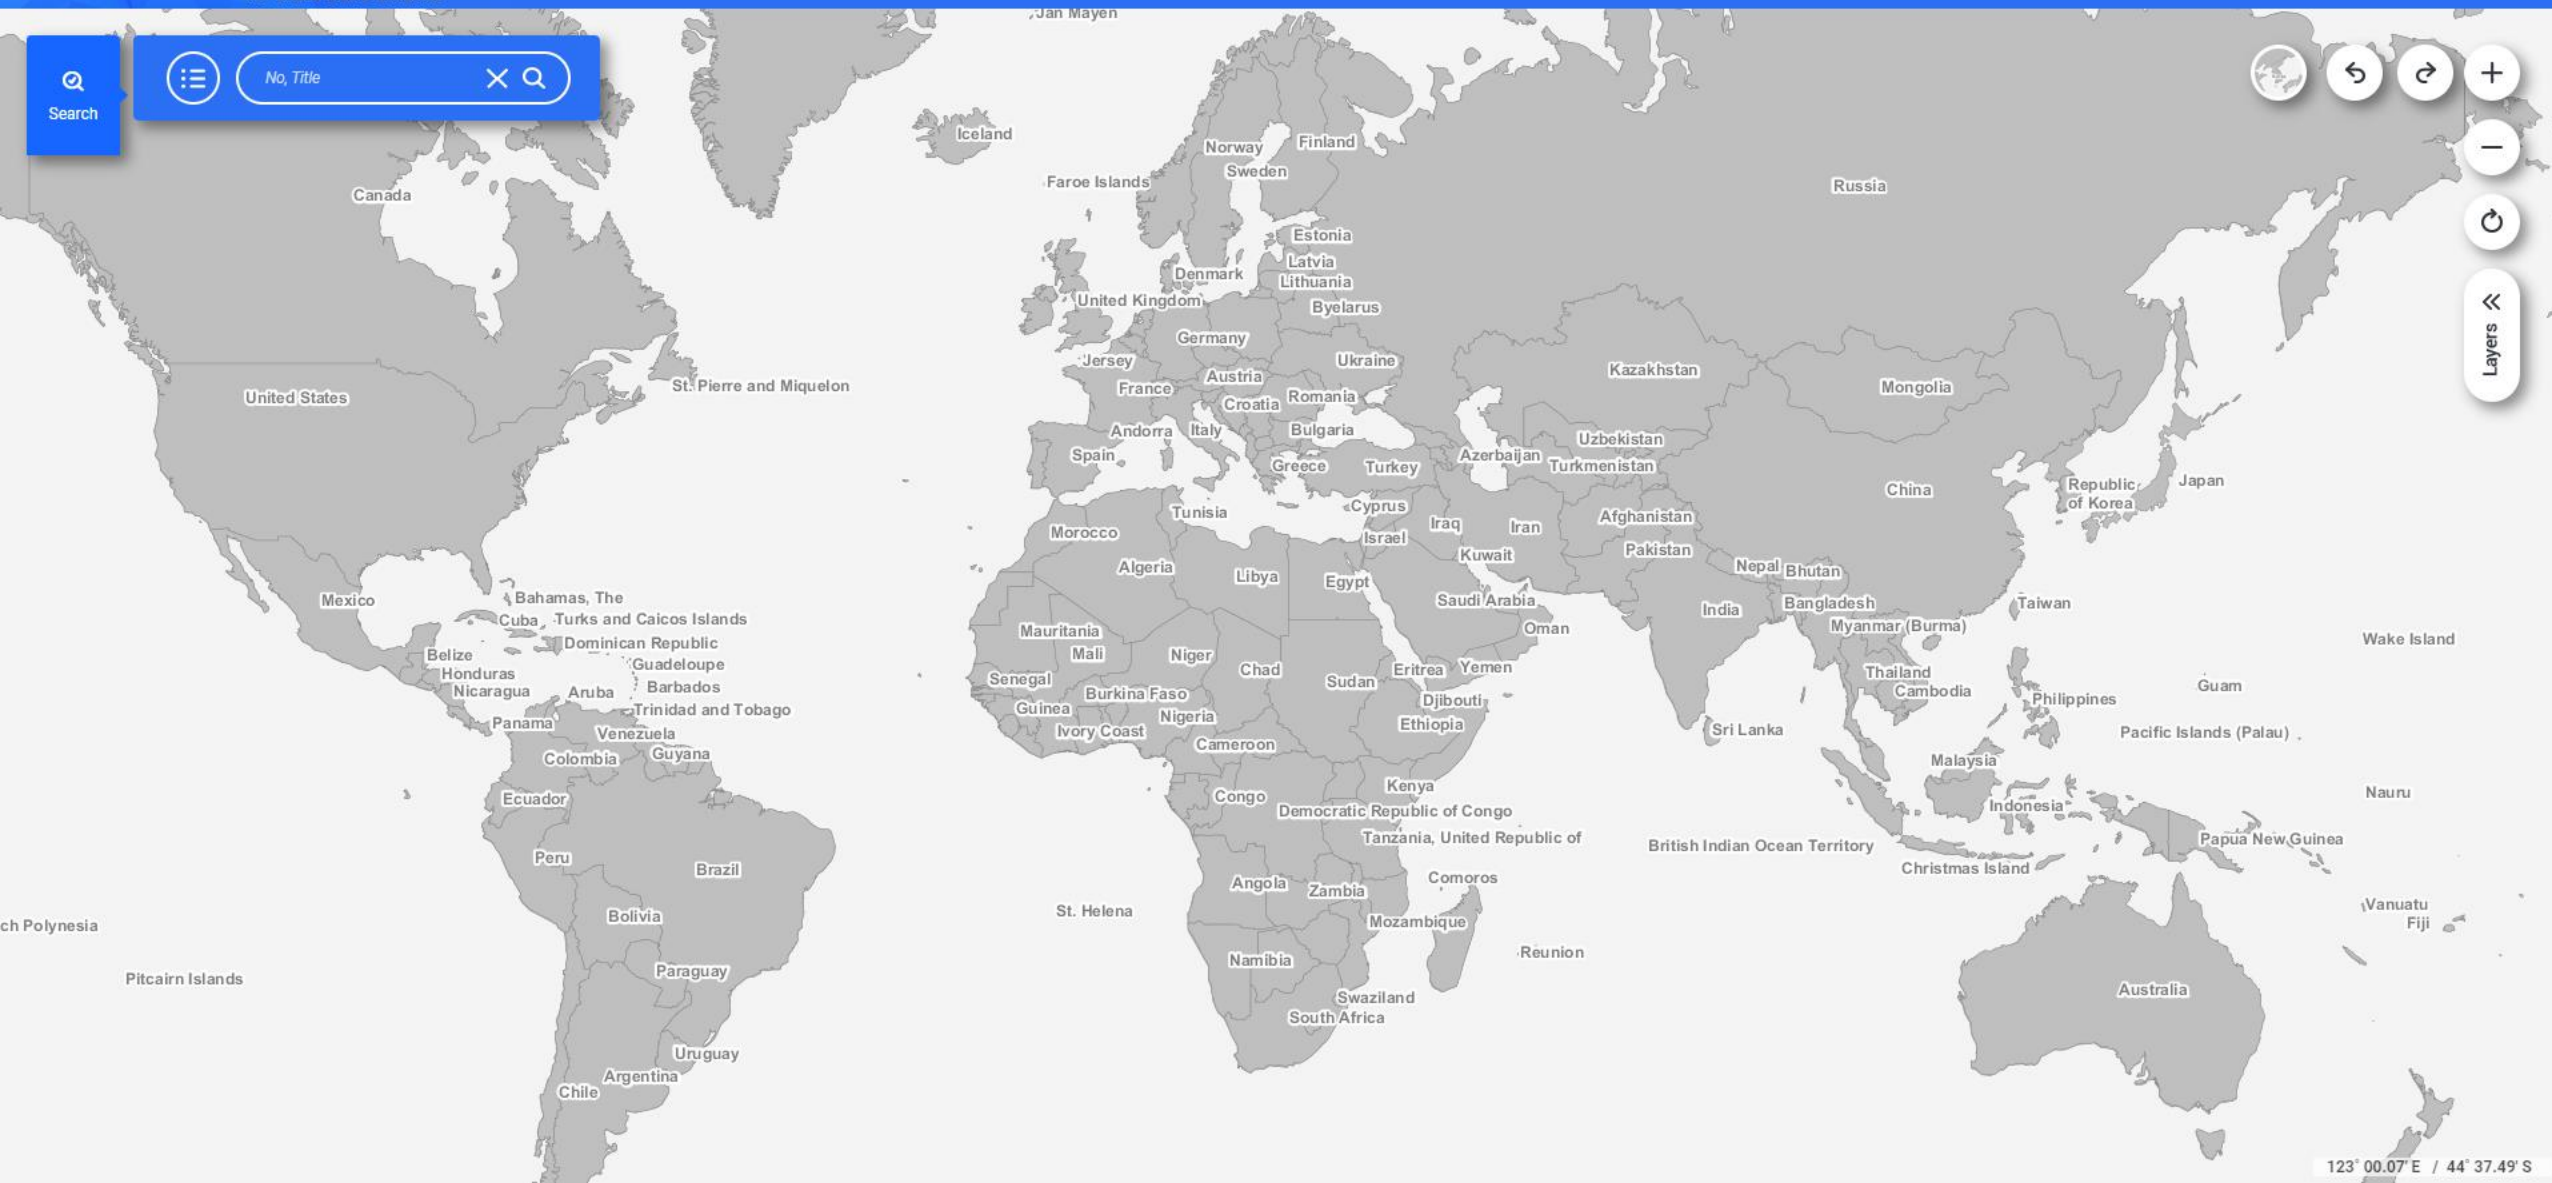 Jan Mayen
Search
No, Title
Iceland
Norway
Finland
Sweden
Faroe Islands
Russia
Canada
Estonia
Latvia
Denmark
Lithuania
United Kingdom
Byelarus
Germany
Layers
Jersey
Ukraine
Kazakhstan
Austria
St. Pierre and Miquelon
France
Mongolia
United States
Romania
Croatia
Andorra
Italy
Bulgaria
Uzbekistan
Spain
Azerbaijan
Greece
Turkey
Turkmenistan
Japan
China
Republic
of Korea
Cyprus
Tunisia
Afghanistan
Iraq
Iran
Morocco
Israel
Pakistan
Kuwait
Nepal
Algeria
Bhutan
Libya
Egypt
Bahamas, The
Mexico
Saudi Arabia
Bangladesh
Taiwan
India
Cuba
Turks and Caicos Islands
Myanmar (Burma)
Oman
Mauritania
Wake Island
Dominican Republic
Mali
Belize
Niger
Guadeloupe
Yemen
Chad
Eritrea
Honduras
Thailand
Senegal
Sudan
Guam
Barbados
Nicaragua
Aruba
Cambodia
Burkina Faso
Philippines
Djibouti
Guinea
Trinidad and Tobago
Nigeria
Panama
Ethiopia
Sri Lanka
Ivory Coast
Pacific Islands (Palau)
Venezuela
Cameroon
Guyana
Colombia
Malaysia
Kenya
Nauru
Congo
Ecuador
Indonesia
Democratic Republic of Congo
Tanzania, United Republic of
Papua New Guinea
British Indian Ocean Territory
Peru
Christmas Island
Brazil
Comoros
Angola
Zambia
Vanuatu
St. Helena
Bolivia
Mozambique
Fiji
ch Polynesia
Reunion
Namibia
Paraguay
Pitcairn Islands
Australia
Swaziland
South Africa
Uruguay
Argentina
Chile
123° 00.07' E / 44° 37.49' S